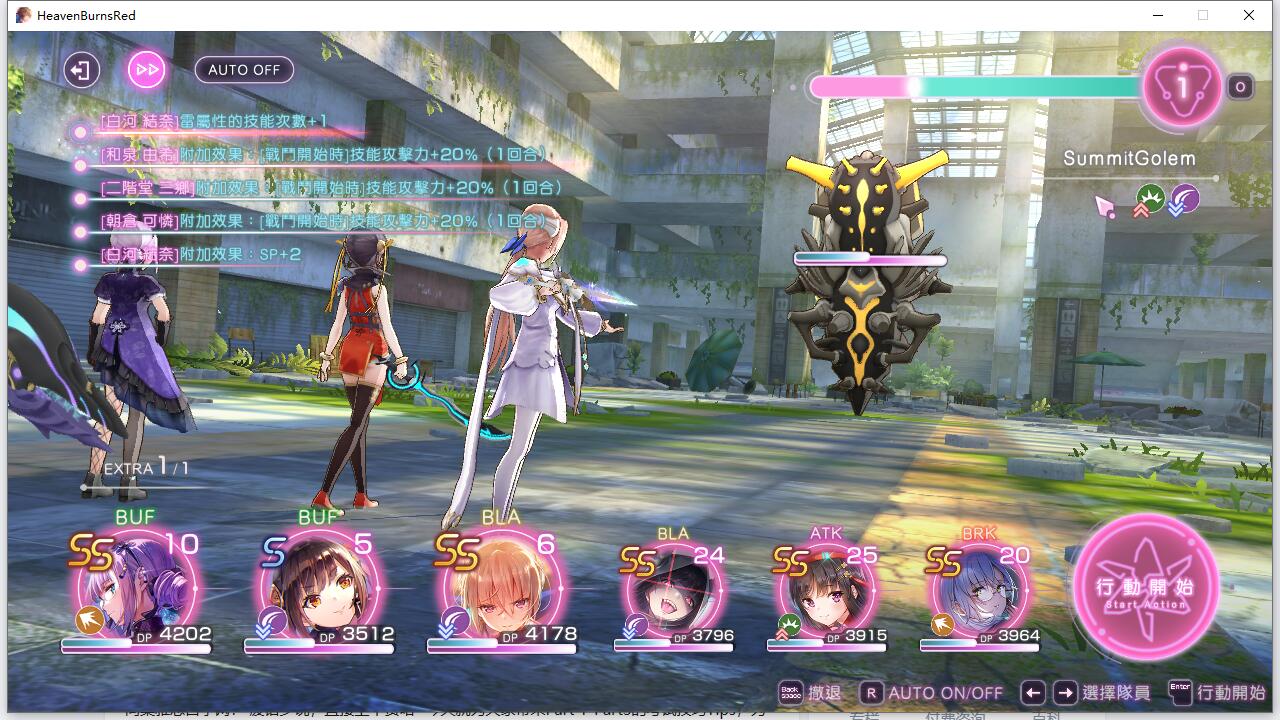 HeavenBurnsRed
AUTO OFF
1
O
[白河 結奈]雷屬性的技能次數+1
[和泉 由希]附加效果：[戰鬥開始時]技能攻擊力+20%（1回合）
[二階堂 三鄉]附加效果：[戰鬥開始時]技能攻擊力+20%（1回合）
[朝倉 可憐]附加效果：[戰鬥開始時]技能攻擊力+20%（1回合）
[白河 結奈]附加效果：SP+2
SummitGolem
EXTRA 1/1
BUF BUF BLA BLA ATK BRK
SS 10 S 5 SS 6 SS 24 SS 25 SS 20
DP 4202 DP 3512 DP 4178 DP 3796 DP 3915 DP 3964
行動開始
Start Action
Back space 撤退 R AUTO ON/OFF ← → 選擇隊員 Enter 行動開始